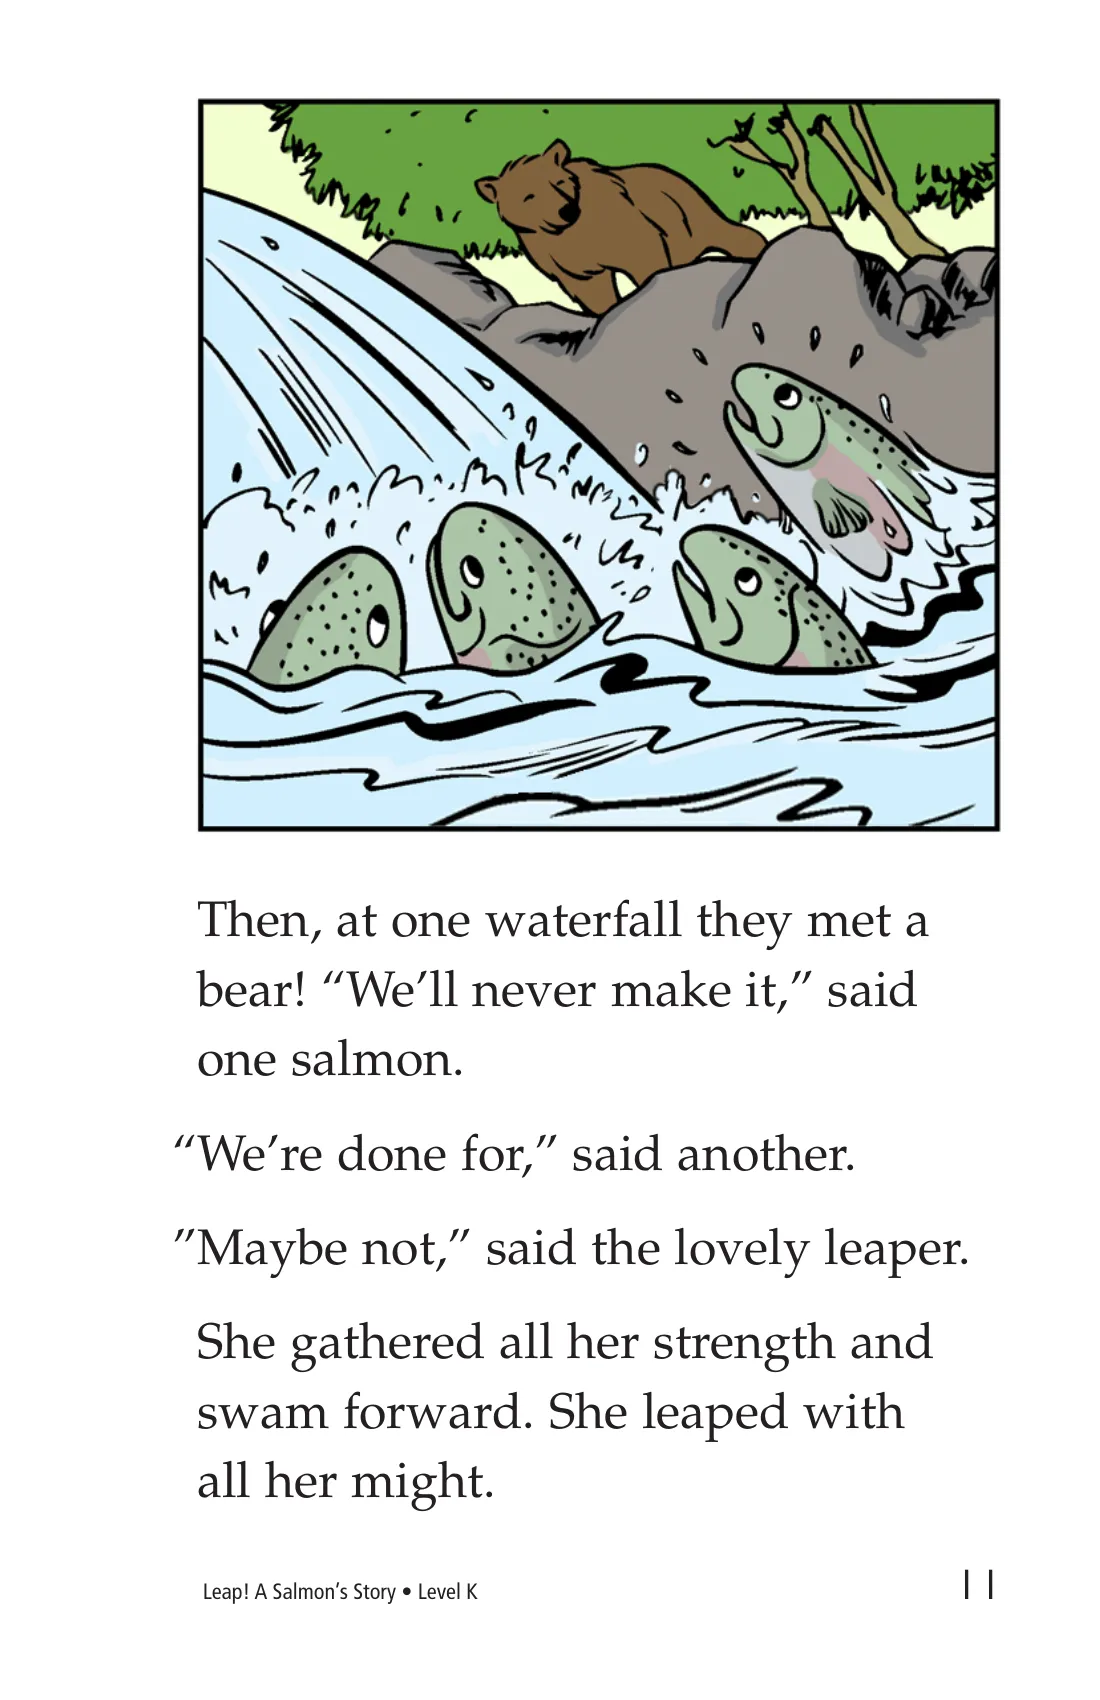 Then, at one waterfall they met a
bear! “We’ll never make it,” said
one salmon.
“We’re done for,” said another.
”Maybe not,” said the lovely leaper.
She gathered all her strength and
swam forward. She leaped with
all her might.
Leap! A Salmon’s Story • Level K
11